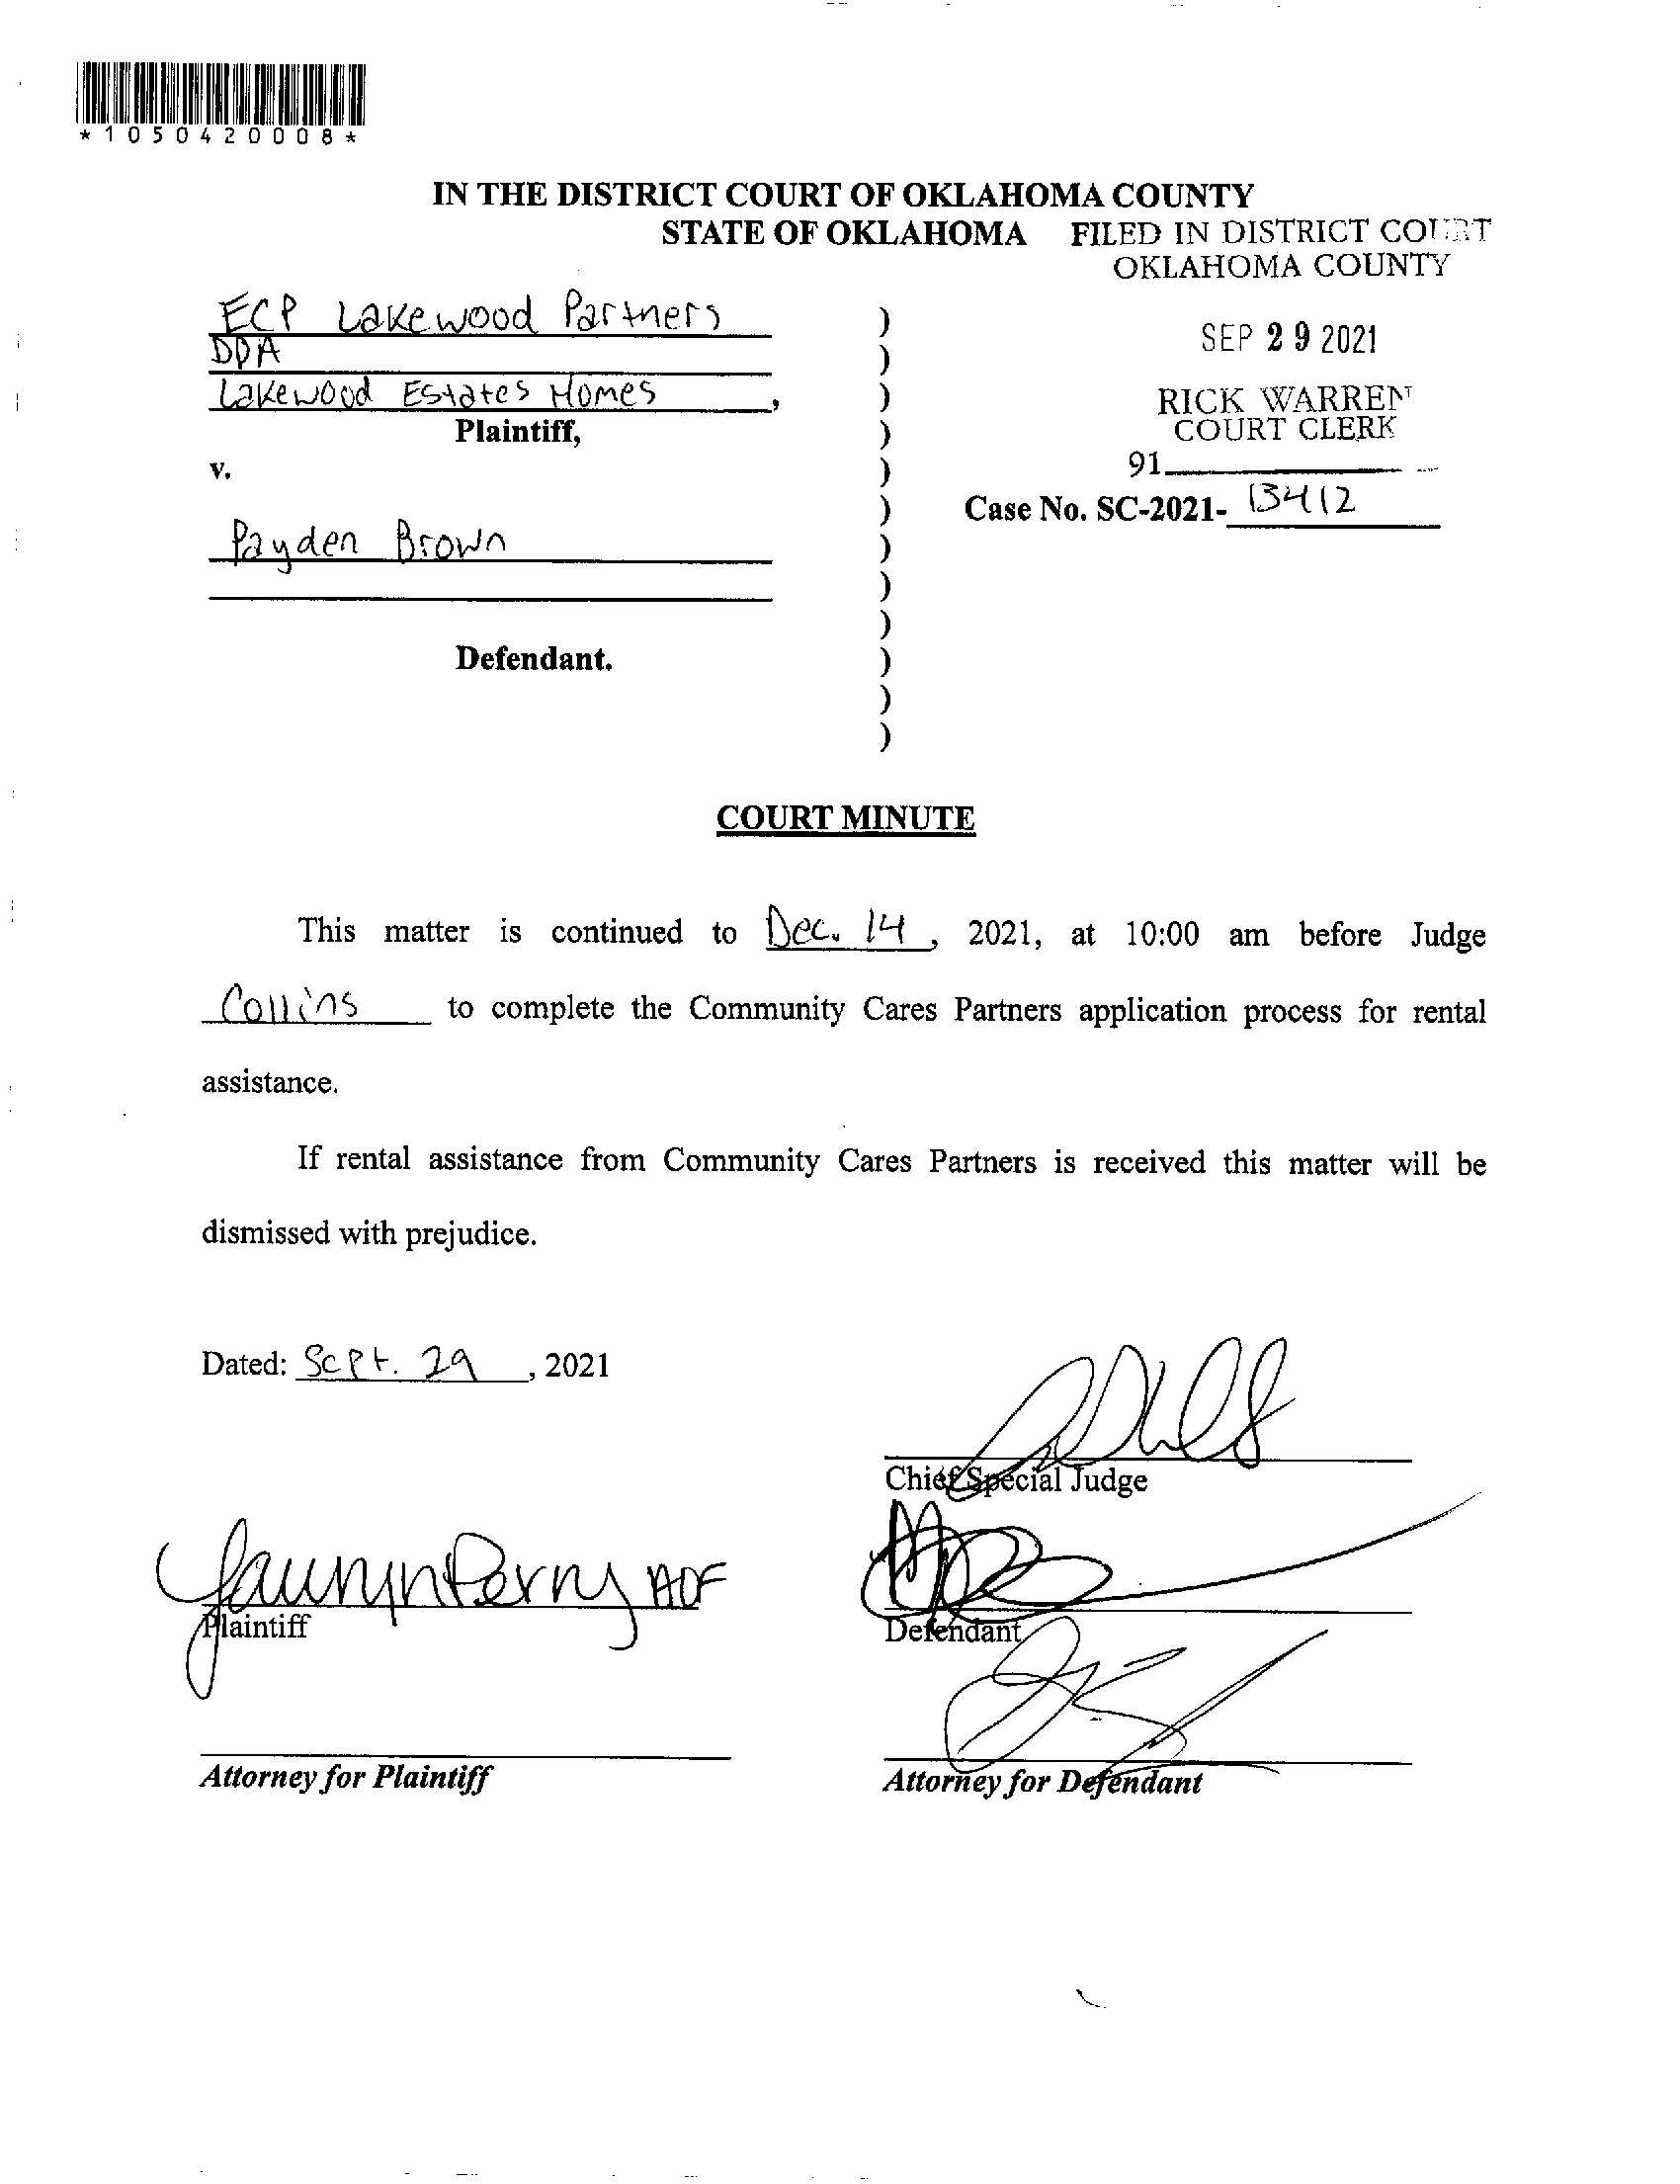 *1050420008*
IN THE DISTRICT COURT OF OKLAHOMA COUNTY
STATE OF OKLAHOMA
FILED IN DISTRICT COURT
OKLAHOMA COUNTY
SEP 29 2021
RICK WARREN
COURT CLERK
91
ECP Lakewood Partners )
DDA )
Lakewood Estates Homes, )
Plaintiff, )
v. )
Case No. SC-2021-13412
)
Payden Brown )
)
)
Defendant. )
)
)
COURT MINUTE
This matter is continued to Dec. 14, 2021, at 10:00 am before Judge
Collins to complete the Community Cares Partners application process for rental
assistance.
If rental assistance from Community Cares Partners is received this matter will be
dismissed with prejudice.
Dated: Sept. 29, 2021
Chief Special Judge
Perry AOF
Plaintiff
Defendant
Attorney for Plaintiff
Attorney for Defendant